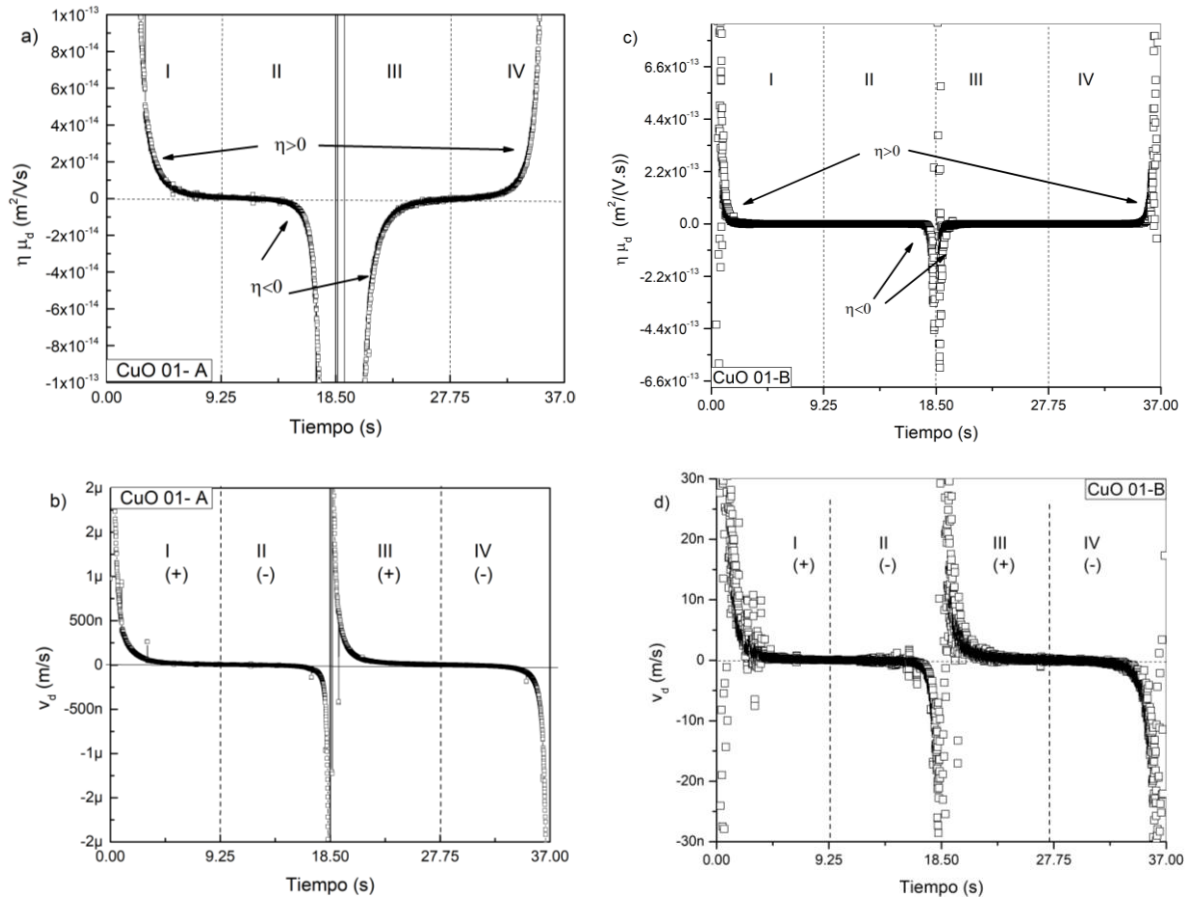 a)
1x10⁻¹³
8x10⁻¹⁴
6x10⁻¹⁴
4x10⁻¹⁴
2x10⁻¹⁴
0
-2x10⁻¹⁴
-4x10⁻¹⁴
-6x10⁻¹⁴
-8x10⁻¹⁴
-1x10⁻¹³
η μd (m²/Vs)
I II III IV
η>0
η<0
CuO 01- A
0.00 9.25 18.50 27.75 37.0
Tiempo (s)
c)
6.6x10⁻¹³
4.4x10⁻¹³
2.2x10⁻¹³
0.0
-2.2x10⁻¹³
-4.4x10⁻¹³
-6.6x10⁻¹³
η μd (m²/(V.s))
I II III IV
η>0
η<0
CuO 01-B
0.00 9.25 18.50 27.75 37.00
Tiempo (s)
b)
CuO 01- A
2μ
2μ
1μ
500n
0
-500n
-1μ
-2μ
-2μ
vd (m/s)
I II III IV
(+) (-) (+) (-)
0.00 9.25 18.50 27.75 37.00
Tiempo (s)
d)
CuO 01-B
30n
20n
10n
0
-10n
-20n
-30n
vd (m/s)
I II III IV
(+) (-) (+) (-)
0.00 9.25 18.50 27.75 37.00
Tiempo (s)